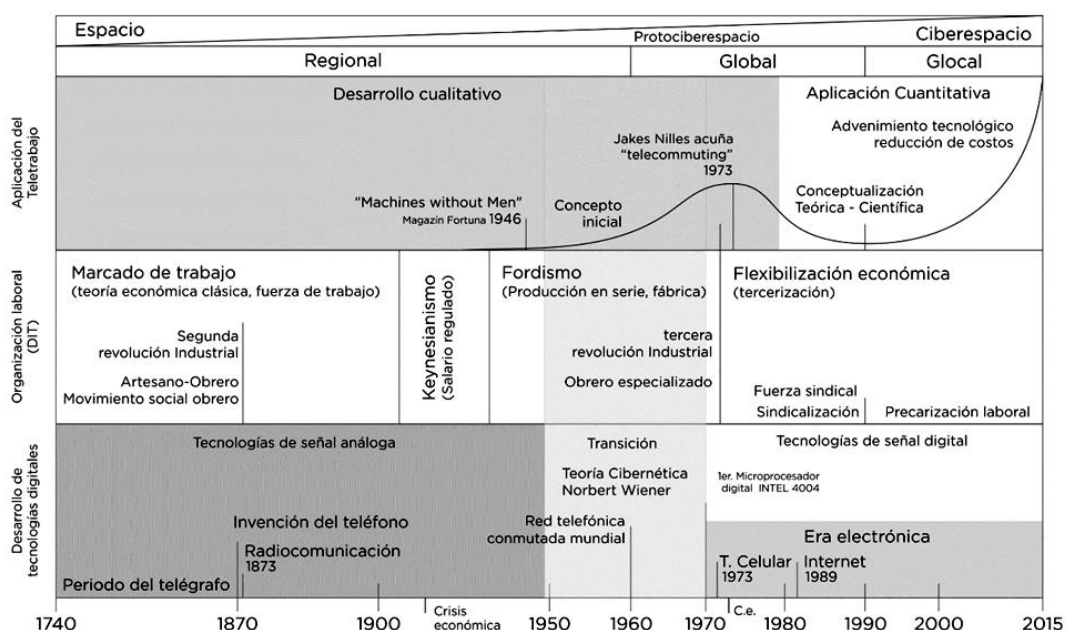 Espacio
Protociberespacio
Ciberespacio
Regional
Global
Glocal
Aplicación del
Teletrabajo
Desarrollo cualitativo
Aplicación Cuantitativa
Advenimiento tecnológico
reducción de costos
Jakes Nilles acuña
"telecommuting"
1973
"Machines without Men"
Magazín Fortuna 1946
Concepto
inicial
Conceptualización
Teórica - Científica
Organización laboral
(DIT)
Marcado de trabajo
(teoría económica clásica, fuerza de trabajo)
Segunda
revolución Industrial
Artesano-Obrero
Movimiento social obrero
Keynesianismo
(Salario regulado)
Fordismo
(Producción en serie, fábrica)
tercera
revolución Industrial
Obrero especializado
Flexibilización económica
(tercerización)
Fuerza sindical
Sindicalización
Precarización laboral
Desarrollo de
tecnologías digitales
Tecnologías de señal análoga
Invención del teléfono
Radiocomunicación
1873
Periodo del telégrafo
Transición
Teoría Cibernética
Norbert Wiener
Red telefónica
conmutada mundial
Tecnologías de señal digital
1er. Microprocesador
digital INTEL 4004
Era electrónica
T. Celular
1973
Internet
1989
1740
1870
1900
Crisis
económica
1950
1960
1970
C.e.
1980
1990
2000
2015